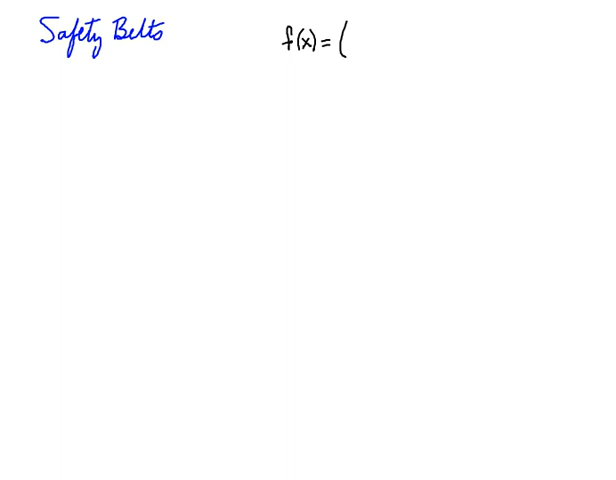 Safety Belts
f(x) = (